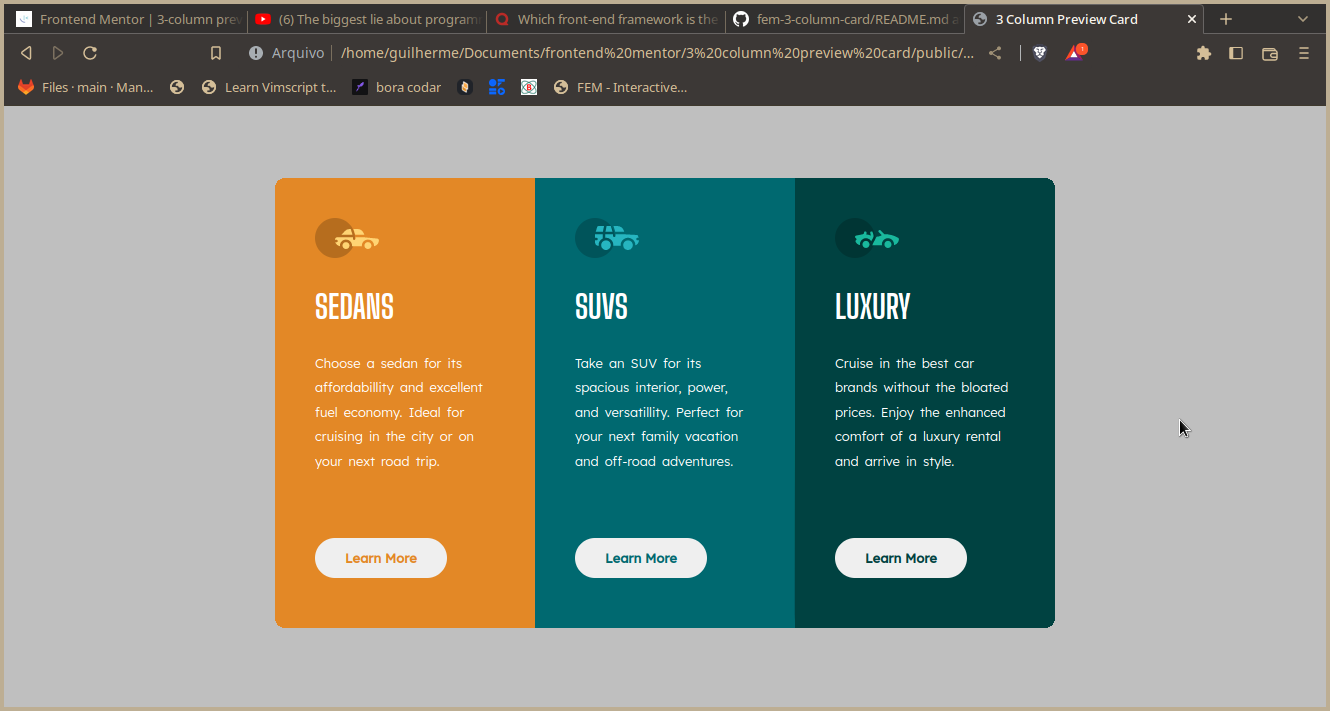 Frontend Mentor | 3-column prev
(6) The biggest lie about program
Which front-end framework is the
fem-3-column-card/README.md a
3 Column Preview Card
Arquivo
/home/guilherme/Documents/frontend%20mentor/3%20column%20preview%20card/public/...
1
Files · main · Man...
Learn Vimscript t...
bora codar
FEM - Interactive...
SEDANS
Choose a sedan for its
affordabillity and excellent
fuel economy. Ideal for
cruising in the city or on
your next road trip.
Learn More
SUVS
Take an SUV for its
spacious interior, power,
and versatillity. Perfect for
your next family vacation
and off-road adventures.
Learn More
LUXURY
Cruise in the best car
brands without the bloated
prices. Enjoy the enhanced
comfort of a luxury rental
and arrive in style.
Learn More